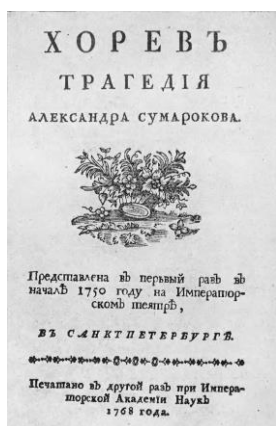 ХОРЕВЪ
ТРАГЕДІЯ
АЛЕКСАНДРА СУМАРОКОВА.
Представлена въ перьвый разъ въ
началѣ 1750 году на Император-
скомъ театрѣ,
ВЪ САНКТПЕТЕРБУРГѢ.
Печатано въ другой разъ при Импера-
торской Академіи Наукъ
1768 года.